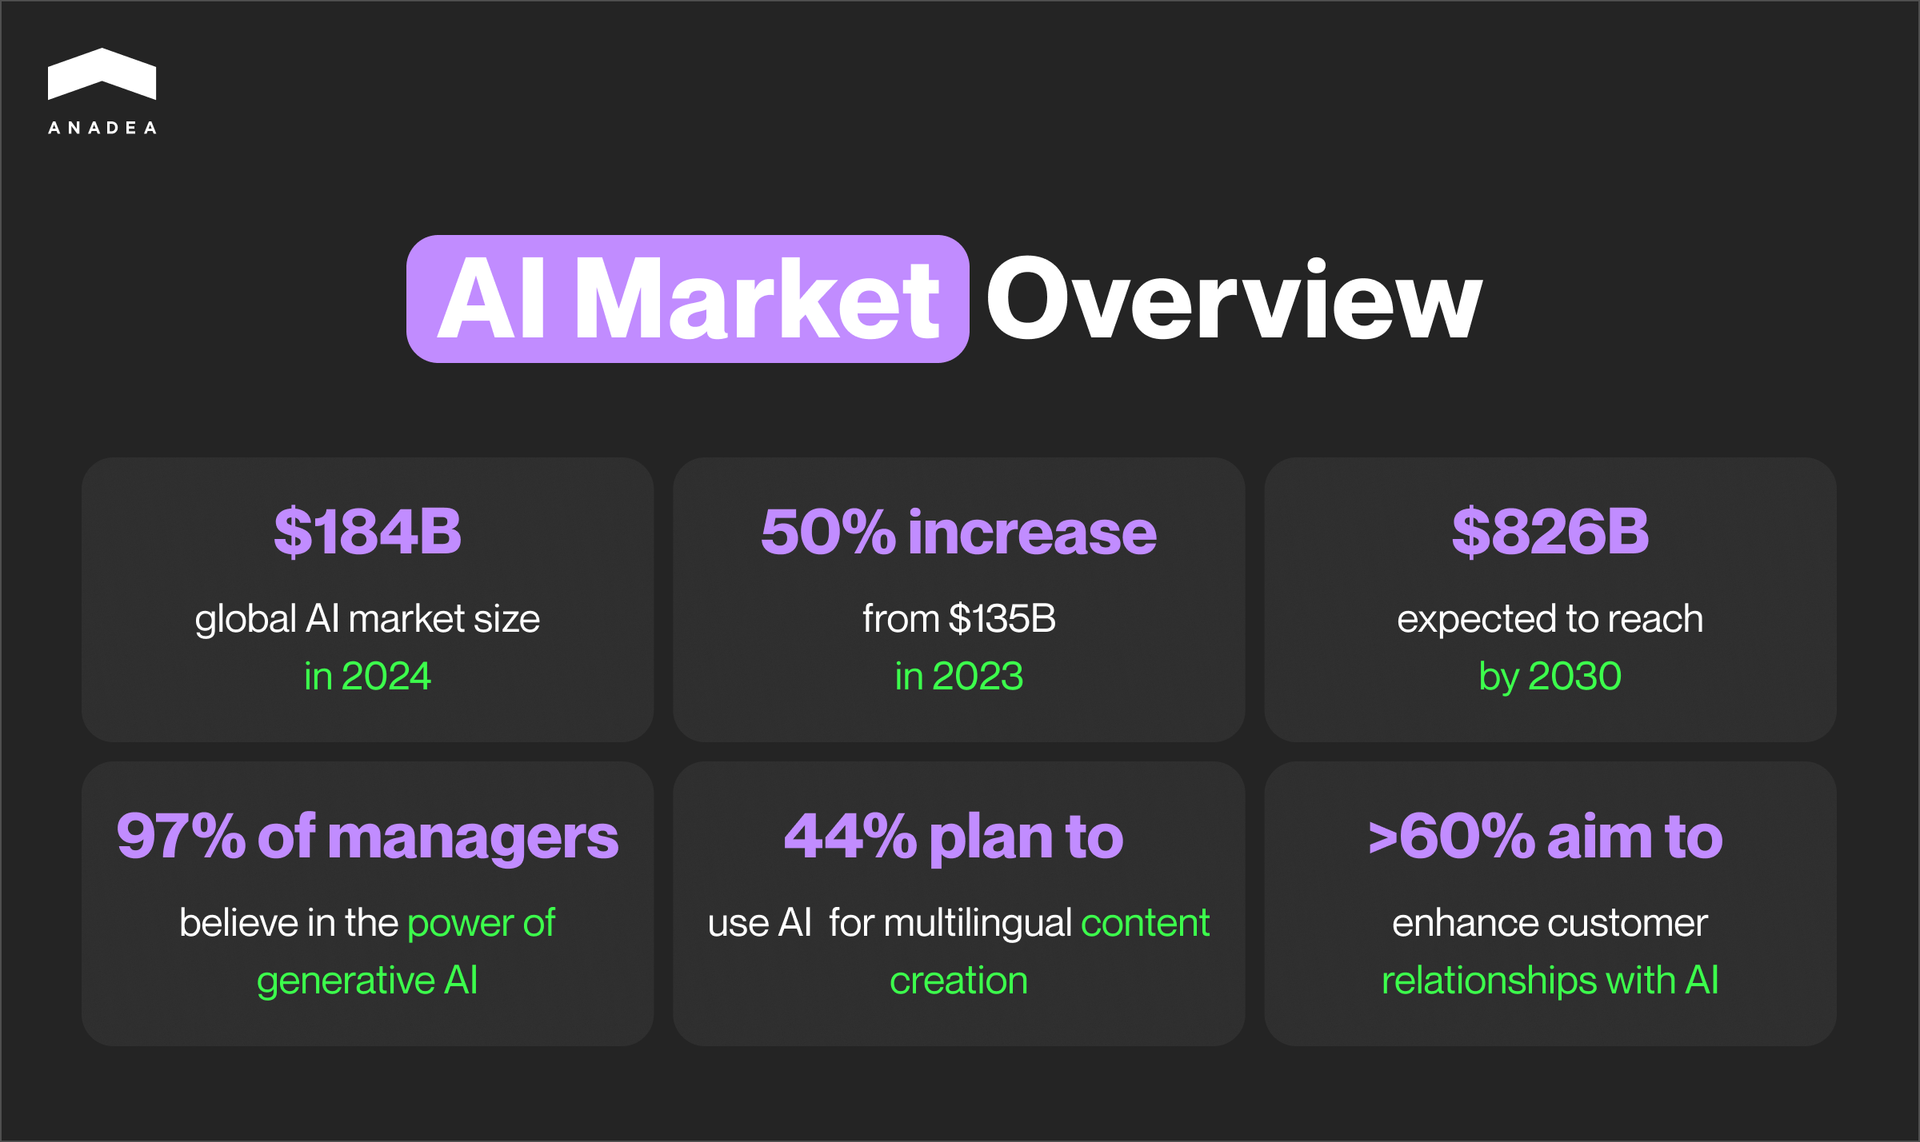 ANADEA
AI Market Overview
$184B
global AI market size
in 2024
50% increase
from $135B
in 2023
$826B
expected to reach
by 2030
97% of managers
believe in the power of
generative AI
44% plan to
use AI  for multilingual content
creation
>60% aim to
enhance customer
relationships with AI